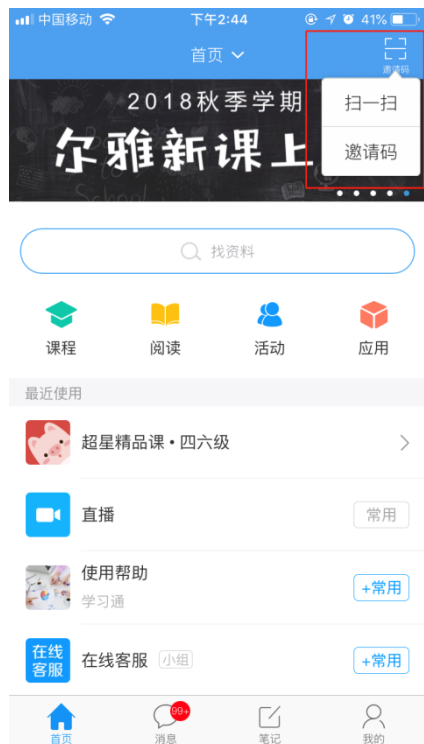 中国移动 下午2:44 41%
首页
邀请码
扫一扫
邀请码
2018秋季学期
尔雅新课上
School
找资料
课程 阅读 活动 应用
最近使用
超星精品课·四六级
直播 常用
使用帮助
学习通
+常用
在线
客服
在线客服 小组 +常用
99+
首页 消息 笔记 我的